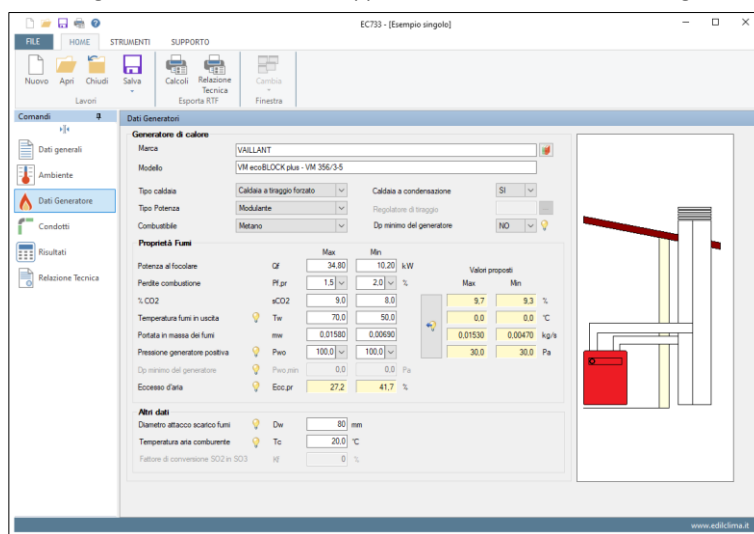 EC733 - [Esempio singolo]
FILE HOME STRUMENTI SUPPORTO
Nuovo Apri Chiudi Salva Calcoli Relazione Tecnica Cambia
Lavori Esporta RTF Finestra
Comandi
Dati generali
Ambiente
Dati Generatore
Condotti
Risultati
Relazione Tecnica
Dati Generatori
Generatore di calore
Marca VAILLANT
Modello VM ecoBLOCK plus - VM 356/3-5
Tipo caldaia Caldaia a tiraggio forzato Caldaia a condensazione SI
Tipo Potenza Modulante Regolatore di tiraggio
Combustibile Metano Dp minimo del generatore NO
Proprietà Fumi
Max Min
Potenza al focolare Qf 34,80 10,20 kW Valori proposti
Perdite combustione Pf,pr 1,5 2,0 % Max Min
% CO2 sCO2 9,0 8,0 9,7 9,3 %
Temperatura fumi in uscita Tw 70,0 50,0 0,0 0,0 °C
Portata in massa dei fumi mw 0,01580 0,00690 0,01530 0,00470 kg/s
Pressione generatore positiva Pwo 100,0 100,0 30,0 30,0 Pa
Dp minimo del generatore Pwo,min 0,0 0,0 Pa
Eccesso d'aria Ecc.pr 27,2 41,7 %
Altri dati
Diametro attacco scarico fumi Dw 80 mm
Temperatura aria comburente Tc 20,0 °C
Fattore di conversione SO2 in SO3 Kf 0 %
www.edilclima.it